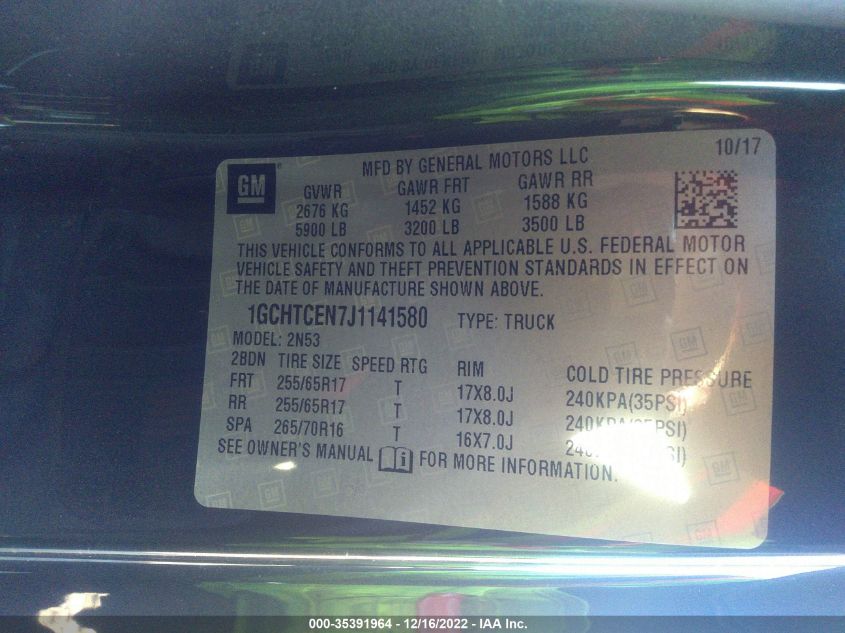 10/17
GM
MFD BY GENERAL MOTORS LLC
GVWR GAWR FRT GAWR RR
2676 KG 1452 KG 1588 KG
5900 LB 3200 LB 3500 LB
THIS VEHICLE CONFORMS TO ALL APPLICABLE U.S. FEDERAL MOTOR
VEHICLE SAFETY AND THEFT PREVENTION STANDARDS IN EFFECT ON
THE DATE OF MANUFACTURE SHOWN ABOVE.
1GCHTCEN7J1141580 TYPE: TRUCK
MODEL: 2N53
2BDN TIRE SIZE SPEED RTG RIM COLD TIRE PRESSURE
FRT 255/65R17 T 17X8.0J 240KPA(35PSI)
RR 255/65R17 T 17X8.0J 240KPA(35PSI)
SPA 265/70R16 T 16X7.0J
SEE OWNER'S MANUAL FOR MORE INFORMATION.
000-35391964 - 12/16/2022 - IAA Inc.